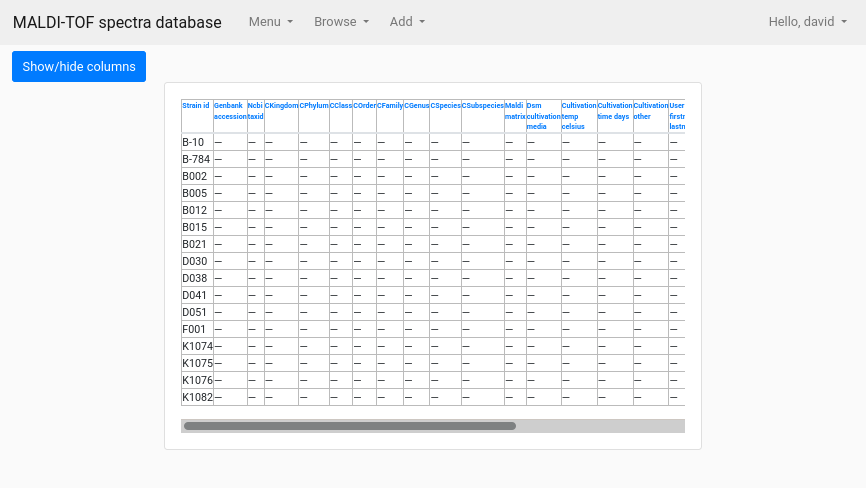 MALDI-TOF spectra database Menu Browse Add Hello, david
Show/hide columns
Strain id Genbank Ncbi CKingdom CPhylum CClass COrder CFamily CGenus CSpecies CSubspecies Maldi Dsm Cultivation Cultivation Cultivation User
accession taxid matrix cultivation temp time days other firstn
media celsius lastn
B-10 — — — — — — — — — — — — — — — —
B-784 — — — — — — — — — — — — — — — —
B002 — — — — — — — — — — — — — — — —
B005 — — — — — — — — — — — — — — — —
B012 — — — — — — — — — — — — — — — —
B015 — — — — — — — — — — — — — — — —
B021 — — — — — — — — — — — — — — — —
D030 — — — — — — — — — — — — — — — —
D038 — — — — — — — — — — — — — — — —
D041 — — — — — — — — — — — — — — — —
D051 — — — — — — — — — — — — — — — —
F001 — — — — — — — — — — — — — — — —
K1074 — — — — — — — — — — — — — — — —
K1075 — — — — — — — — — — — — — — — —
K1076 — — — — — — — — — — — — — — — —
K1082 — — — — — — — — — — — — — — — —